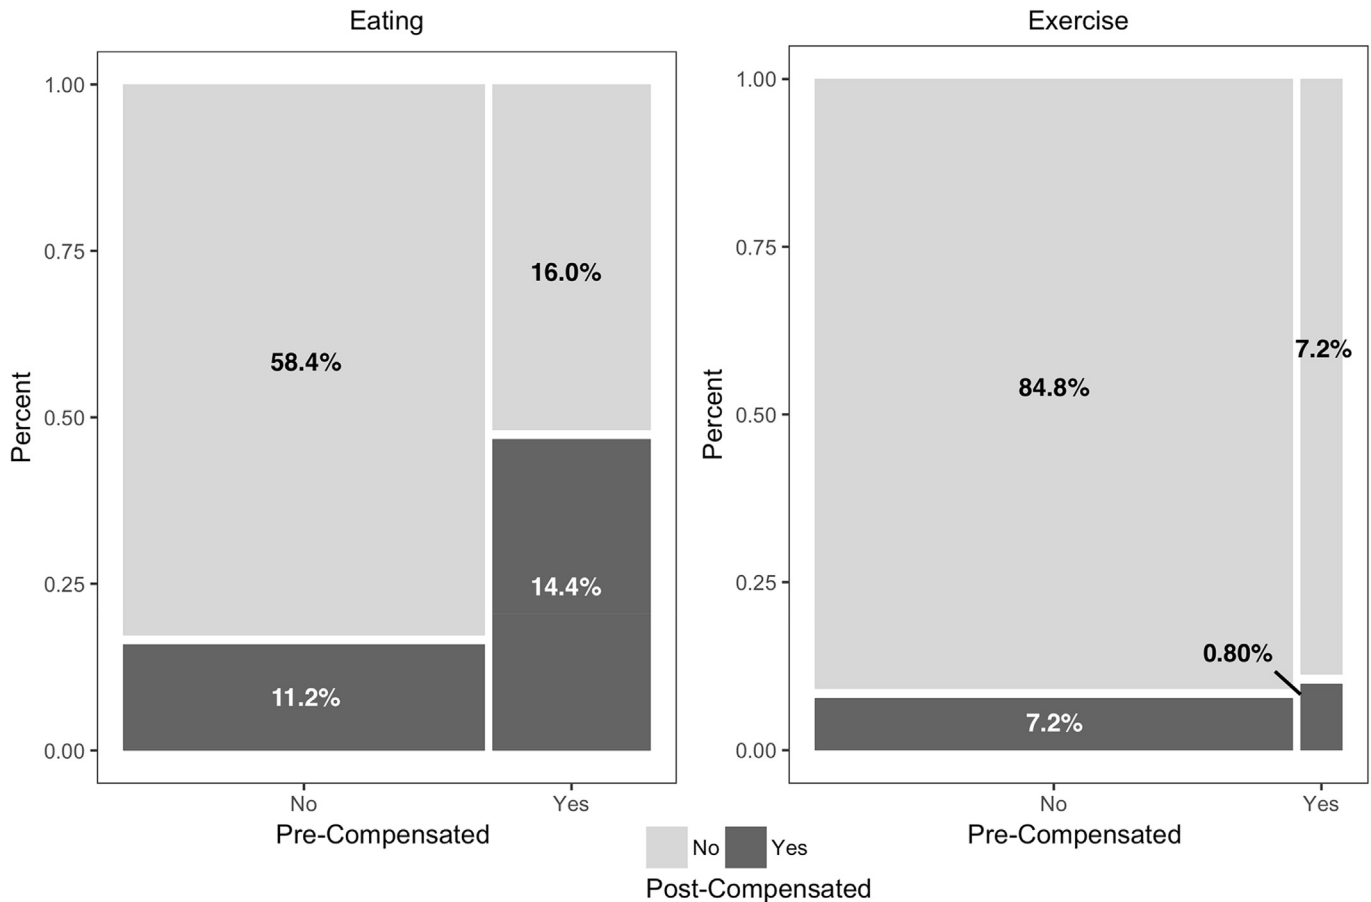 Eating
Percent
1.00
0.75
0.50
0.25
0.00
58.4%
16.0%
14.4%
11.2%
No
Yes
Pre-Compensated
Exercise
Percent
1.00
0.75
0.50
0.25
0.00
84.8%
7.2%
0.80%
7.2%
No
Yes
Pre-Compensated
No Yes
Post-Compensated